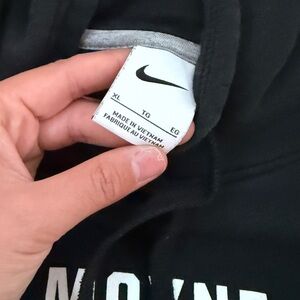 XL TG EG
MADE IN VIETNAM
FABRIQUÉ AU VIETNAM